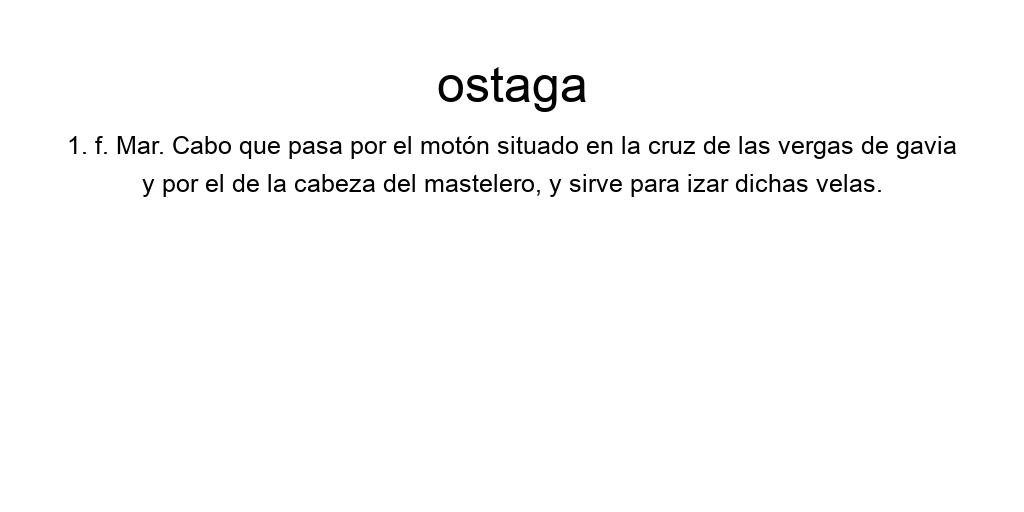 ostaga
1. f. Mar. Cabo que pasa por el motón situado en la cruz de las vergas de gavia
y por el de la cabeza del mastelero, y sirve para izar dichas velas.